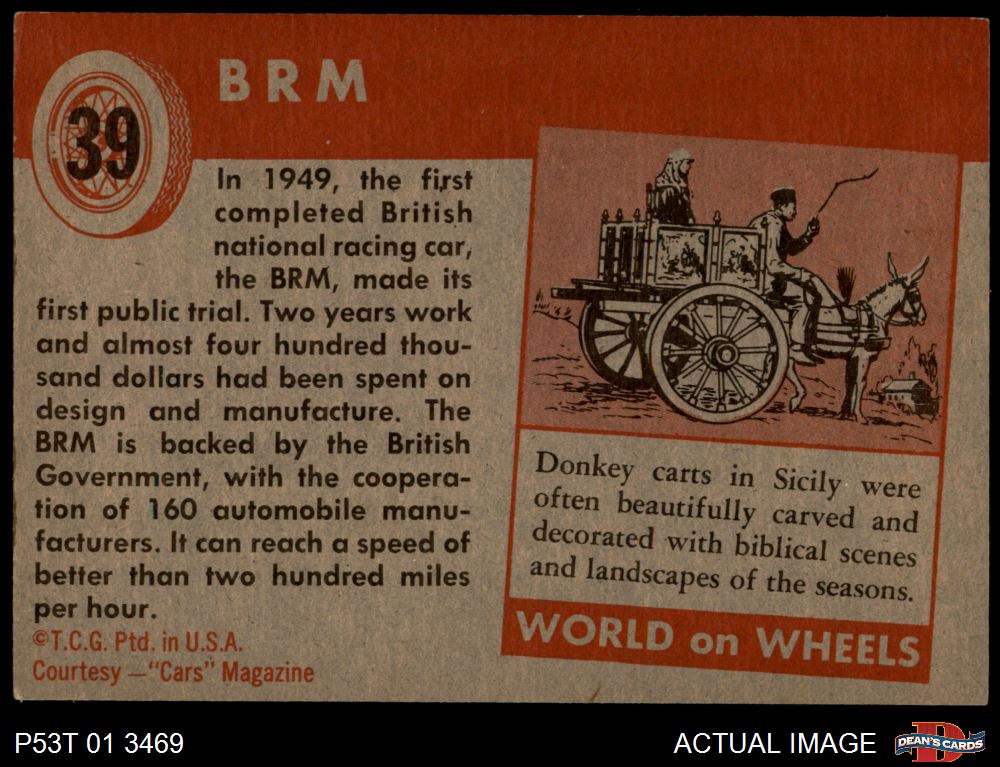 39
BRM
In 1949, the first
completed British
national racing car,
the BRM, made its
first public trial. Two years work
and almost four hundred thou-
sand dollars had been spent on
design and manufacture. The
BRM is backed by the British
Government, with the coopera-
tion of 160 automobile manu-
facturers. It can reach a speed of
better than two hundred miles
per hour.
©T.C.G. Ptd. in U.S.A.
Courtesy —"Cars" Magazine
Donkey carts in Sicily were
often beautifully carved and
decorated with biblical scenes
and landscapes of the seasons.
WORLD on WHEELS
P53T 01 3469
ACTUAL IMAGE
D
DEAN'S CARDS